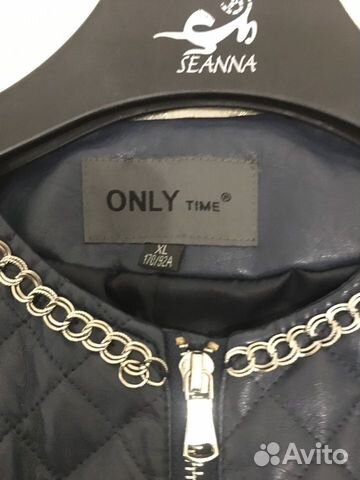 SEANNA
ONLY TIME®
XL
170/92A
Avito